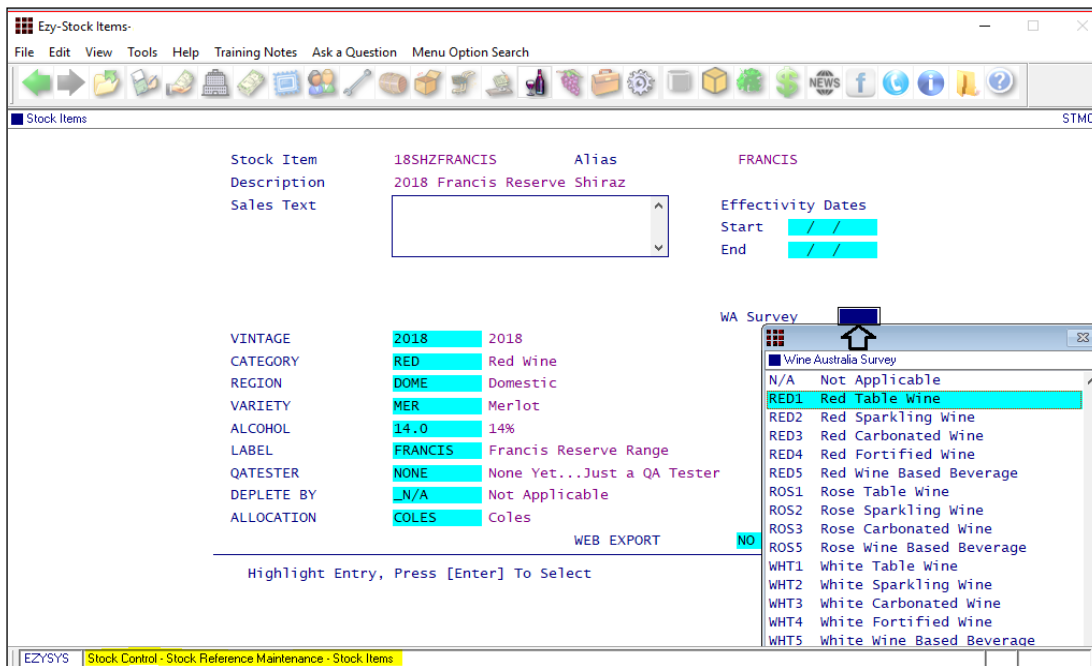 Ezy-Stock Items-
File Edit View Tools Help Training Notes Ask a Question Menu Option Search
NEWS f i ?
Stock Items STMC
Stock Item 18SHZFRANCIS Alias FRANCIS
Description 2018 Francis Reserve Shiraz
Sales Text Effectivity Dates
Start / /
End / /
WA Survey
VINTAGE 2018 2018
CATEGORY RED Red Wine
REGION DOME Domestic
VARIETY MER Merlot
ALCOHOL 14.0 14%
LABEL FRANCIS Francis Reserve Range
QATESTER NONE None Yet...Just a QA Tester
DEPLETE BY _N/A Not Applicable
ALLOCATION COLES Coles
WEB EXPORT NO
Highlight Entry, Press [Enter] To Select
Wine Australia Survey
N/A Not Applicable
RED1 Red Table Wine
RED2 Red Sparkling Wine
RED3 Red Carbonated Wine
RED4 Red Fortified Wine
RED5 Red Wine Based Beverage
ROS1 Rose Table Wine
ROS2 Rose Sparkling Wine
ROS3 Rose Carbonated Wine
ROS5 Rose Wine Based Beverage
WHT1 White Table Wine
WHT2 White Sparkling Wine
WHT3 White Carbonated Wine
WHT4 White Fortified Wine
WHT5 White Wine Based Beverage
EZYSYS Stock Control - Stock Reference Maintenance - Stock Items